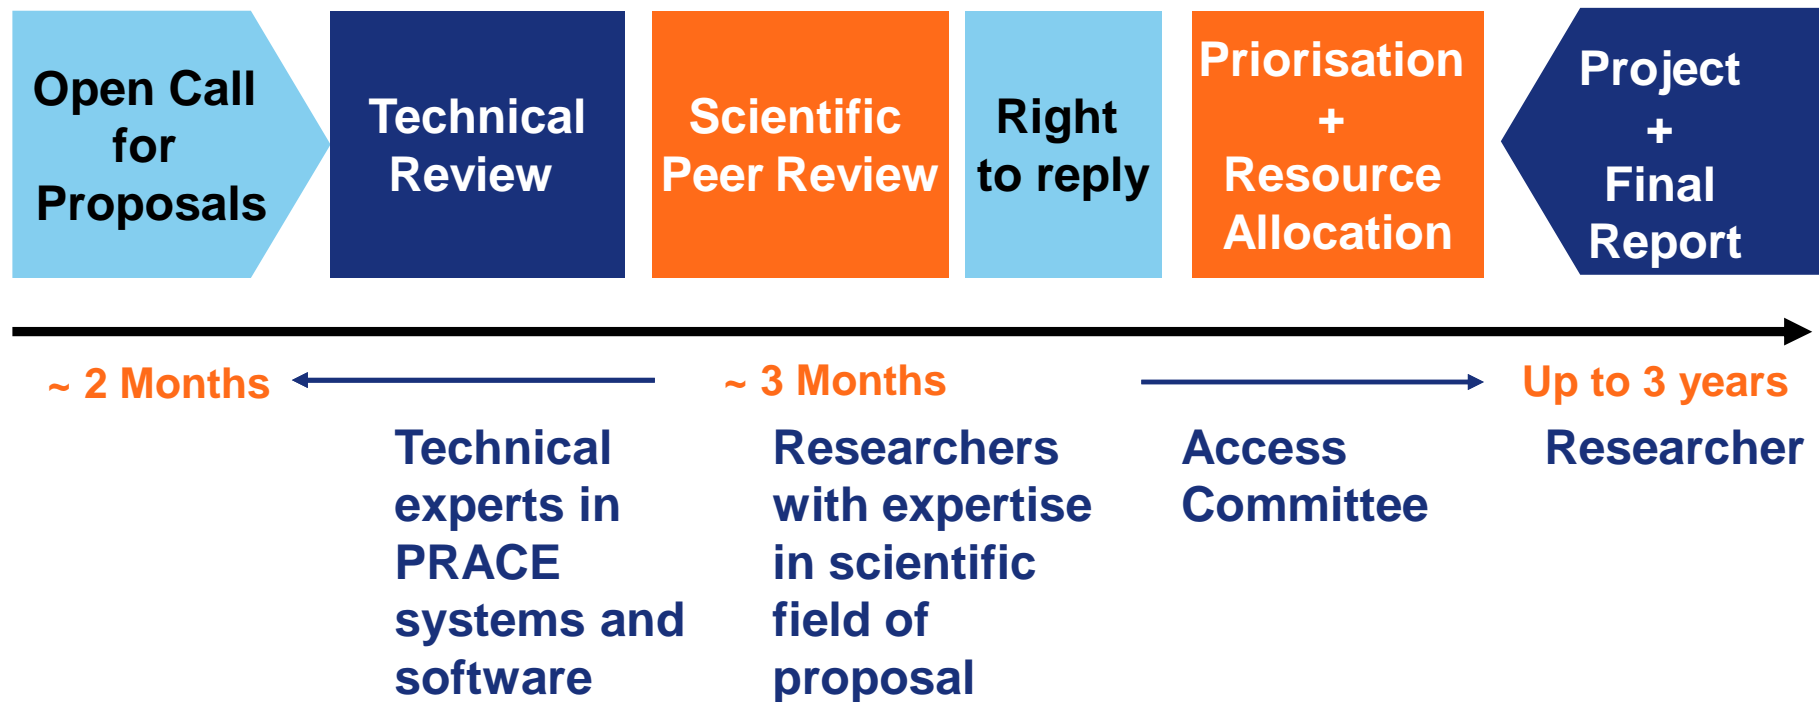 Open Call
for
Proposals
Technical
Review
Scientific
Peer Review
Right
to reply
Priorisation
+
Resource
Allocation
Project
+
Final
Report
~ 2 Months
~ 3 Months
Up to 3 years
Technical
experts in
PRACE
systems and
software
Researchers
with expertise
in scientific
field of
proposal
Access
Committee
Researcher